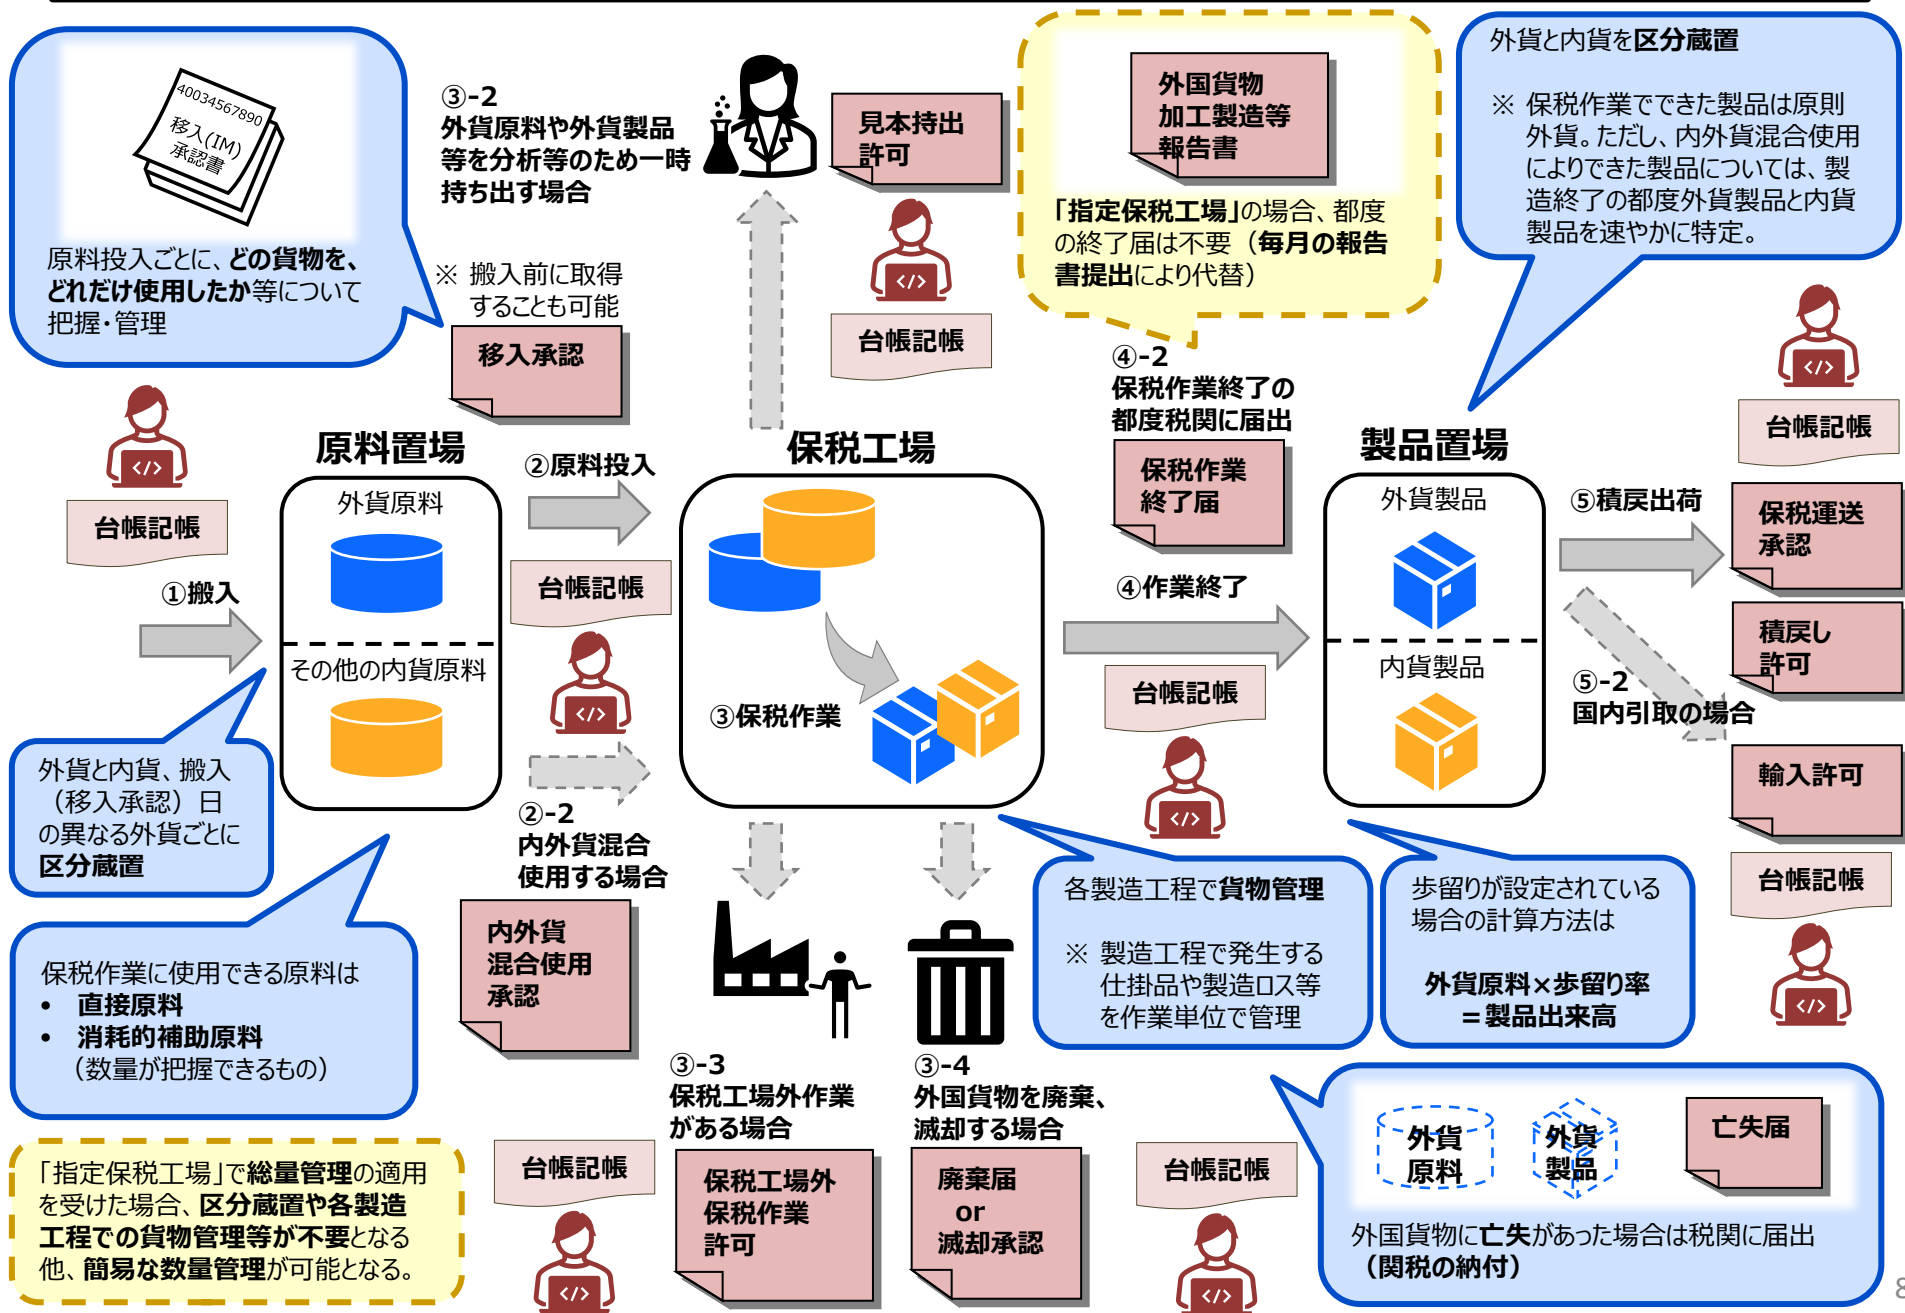 40034567890
移入(IM)
承認書
原料投入ごとに、どの貨物を、
どれだけ使用したか等について
把握・管理
③-2
外貨原料や外貨製品
等を分析等のため一時
持ち出す場合
見本持出
許可
台帳記帳
※ 搬入前に取得
することも可能
移入承認
外国貨物
加工製造等
報告書
「指定保税工場」の場合、都度
の終了届は不要（毎月の報告
書提出により代替）
外貨と内貨を区分蔵置
※ 保税作業でできた製品は原則
外貨。ただし、内外貨混合使用
によりできた製品については、製
造終了の都度外貨製品と内貨
製品を速やかに特定。
台帳記帳
台帳記帳
①搬入
原料置場
外貨原料
その他の内貨原料
②原料投入
台帳記帳
②-2
内外貨混合
使用する場合
内外貨
混合使用
承認
保税工場
③保税作業
④-2
保税作業終了の
都度税関に届出
保税作業
終了届
④作業終了
台帳記帳
製品置場
外貨製品
内貨製品
⑤積戻出荷
保税運送
承認
積戻し
許可
⑤-2
国内引取の場合
輸入許可
台帳記帳
外貨と内貨、搬入
（移入承認）日
の異なる外貨ごとに
区分蔵置
保税作業に使用できる原料は
• 直接原料
• 消耗的補助原料
（数量が把握できるもの）
「指定保税工場」で総量管理の適用
を受けた場合、区分蔵置や各製造
工程での貨物管理等が不要となる
他、簡易な数量管理が可能となる。
③-3
保税工場外作業
がある場合
台帳記帳
保税工場外
保税作業
許可
③-4
外国貨物を廃棄、
滅却する場合
廃棄届
or
滅却承認
台帳記帳
各製造工程で貨物管理
※ 製造工程で発生する
仕掛品や製造ロス等
を作業単位で管理
歩留りが設定されている
場合の計算方法は
外貨原料×歩留り率
＝製品出来高
外貨
原料
外貨
製品
亡失届
外国貨物に亡失があった場合は税関に届出
（関税の納付）
8